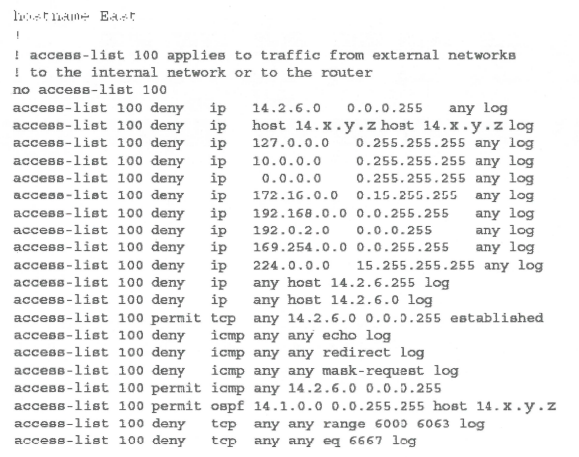 hostname East
!
! access-list 100 applies to traffic from external networks
! to the internal network or to the router
no access-list 100
access-list 100 deny ip 14.2.6.0 0.0.0.255 any log
access-list 100 deny ip host 14.x.y.z host 14.x.y.z log
access-list 100 deny ip 127.0.0.0 0.255.255.255 any log
access-list 100 deny ip 10.0.0.0 0.255.255.255 any log
access-list 100 deny ip 0.0.0.0 0.255.255.255 any log
access-list 100 deny ip 172.16.0.0 0.15.255.255 any log
access-list 100 deny ip 192.168.0.0 0.0.255.255 any log
access-list 100 deny ip 192.0.2.0 0.0.0.255 any log
access-list 100 deny ip 169.254.0.0 0.0.255.255 any log
access-list 100 deny ip 224.0.0.0 15.255.255.255 any log
access-list 100 deny ip any host 14.2.6.255 log
access-list 100 deny ip any host 14.2.6.0 log
access-list 100 permit tcp any 14.2.6.0 0.0.0.255 established
access-list 100 deny icmp any any echo log
access-list 100 deny icmp any any redirect log
access-list 100 deny icmp any any mask-request log
access-list 100 permit icmp any 14.2.6.0 0.0.0.255
access-list 100 permit ospf 14.1.0.0 0.0.255.255 host 14.x.y.z
access-list 100 deny tcp any any range 6000 6063 log
access-list 100 deny tcp any any eq 6667 log